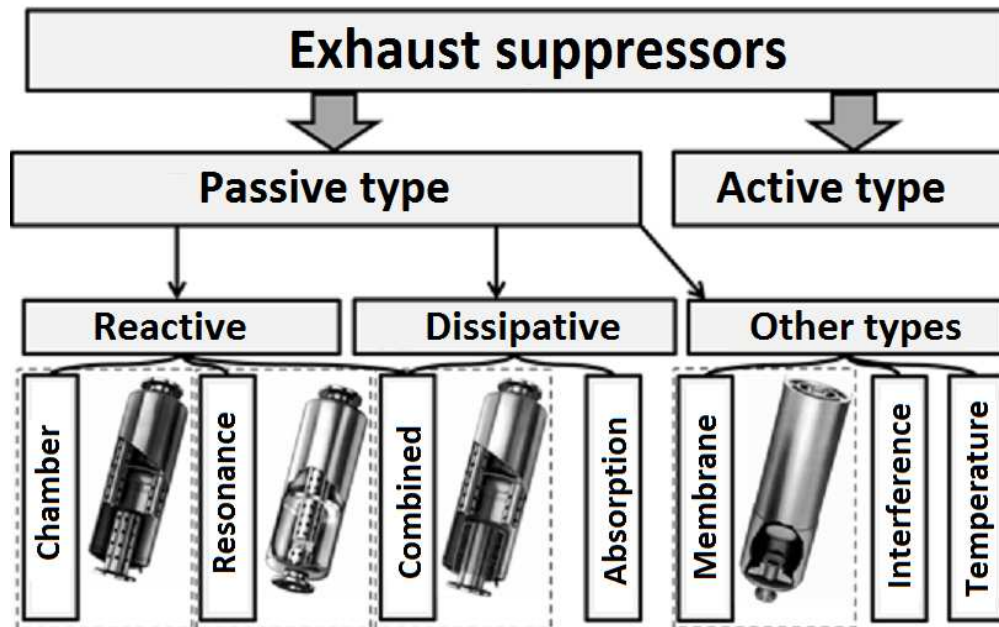 Exhaust suppressors
Passive type
Active type
Reactive
Dissipative
Other types
Chamber
Resonance
Combined
Absorption
Membrane
Interference
Temperature